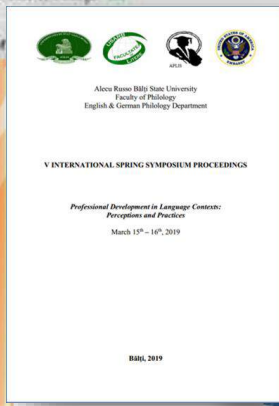 APLB
Alecu Russo Bălți State University
Faculty of Philology
English & German Philology Department
V INTERNATIONAL SPRING SYMPOSIUM PROCEEDINGS
Professional Development in Language Contexts:
Perceptions and Practices
March 15th – 16th, 2019
Bălți, 2019